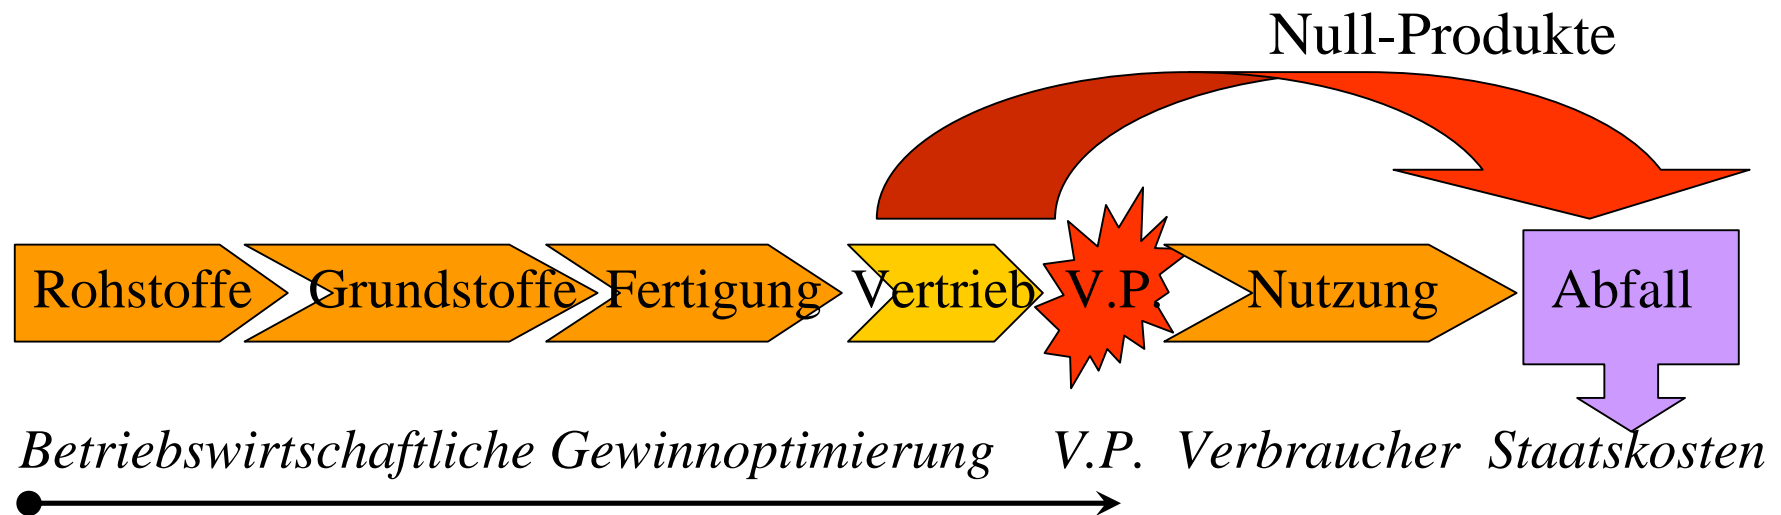 Null-Produkte
Rohstoffe Grundstoffe Fertigung Vertrieb V.P. Nutzung Abfall
Betriebswirtschaftliche Gewinnoptimierung V.P. Verbraucher Staatskosten